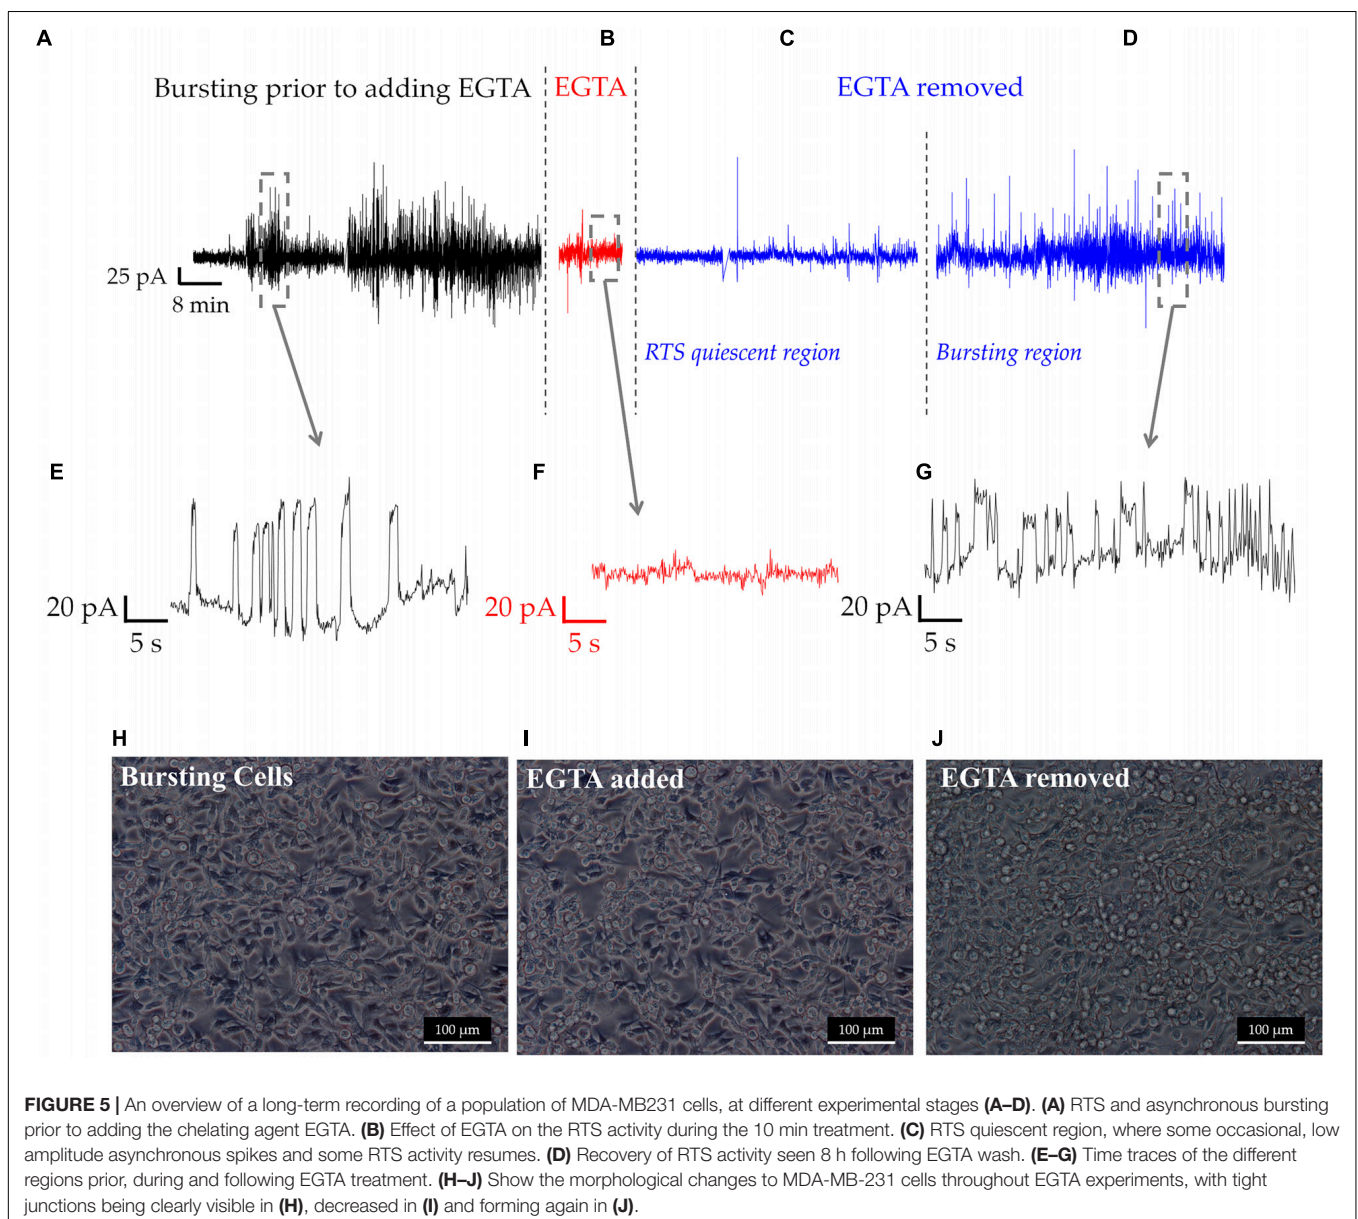 A
B
C
D
Bursting prior to adding EGTA
EGTA
EGTA removed
25 pA
8 min
RTS quiescent region
Bursting region
E
F
G
20 pA
5 s
20 pA
5 s
20 pA
5 s
H
I
J
Bursting Cells
EGTA added
EGTA removed
100 µm
100 µm
100 µm
FIGURE 5 | An overview of a long-term recording of a population of MDA-MB231 cells, at different experimental stages (A–D). (A) RTS and asynchronous bursting
prior to adding the chelating agent EGTA. (B) Effect of EGTA on the RTS activity during the 10 min treatment. (C) RTS quiescent region, where some occasional, low
amplitude asynchronous spikes and some RTS activity resumes. (D) Recovery of RTS activity seen 8 h following EGTA wash. (E–G) Time traces of the different
regions prior, during and following EGTA treatment. (H–J) Show the morphological changes to MDA-MB-231 cells throughout EGTA experiments, with tight
junctions being clearly visible in (H), decreased in (I) and forming again in (J).